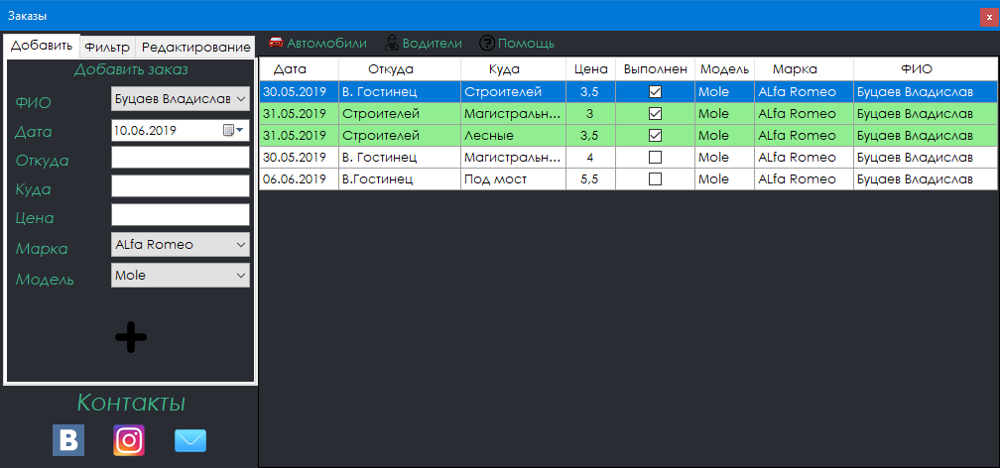 Заказы
x
Добавить Фильтр Редактирование
Автомобили Водители Помощь
Добавить заказ
ФИО Буцаев Владислав
Дата 10.06.2019
Откуда
Куда
Цена
Марка ALfa Romeo
Модель Mole
Контакты
Дата Откуда Куда Цена Выполнен Модель Марка ФИО
30.05.2019 В. Гостинец Строителей 3,5 Mole ALfa Romeo Буцаев Владислав
31.05.2019 Строителей Магистральн... 3 Mole ALfa Romeo Буцаев Владислав
31.05.2019 Строителей Лесные 3,5 Mole ALfa Romeo Буцаев Владислав
30.05.2019 В. Гостинец Магистральн... 4 Mole ALfa Romeo Буцаев Владислав
06.06.2019 В.Гостинец Под мост 5,5 Mole ALfa Romeo Буцаев Владислав
В